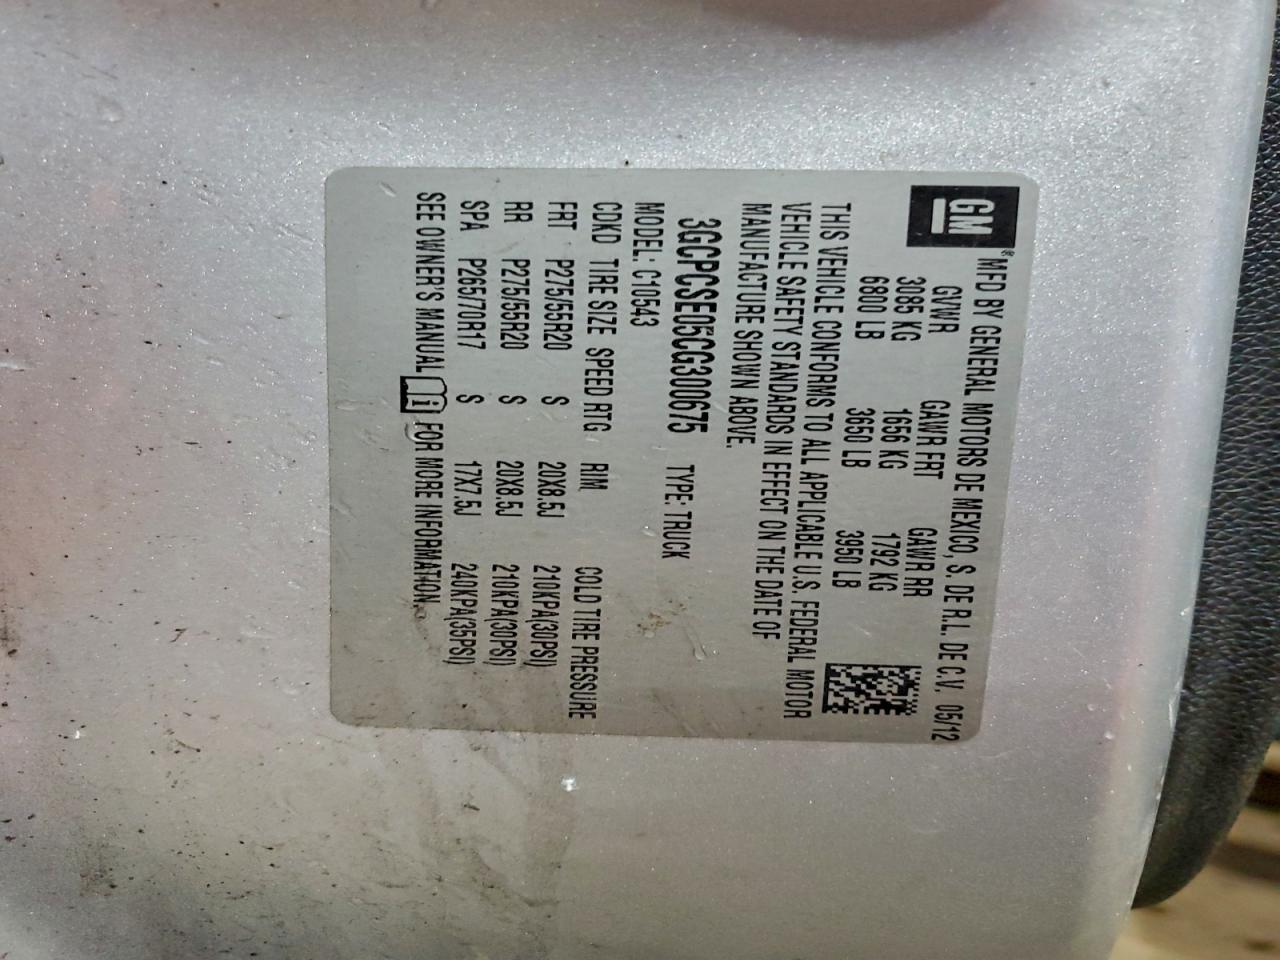 GM® MFD BY GENERAL MOTORS DE MEXICO, S. DE R.L. DE C.V. 05/12
GVWR GAWR FRT GAWR RR
3085 KG 1656 KG 1792 KG
6800 LB 3650 LB 3950 LB
THIS VEHICLE CONFORMS TO ALL APPLICABLE U.S. FEDERAL MOTOR
VEHICLE SAFETY STANDARDS IN EFFECT ON THE DATE OF
MANUFACTURE SHOWN ABOVE.
3GCPCSE05CG300675 TYPE: TRUCK
MODEL: C10543
CDKD TIRE SIZE SPEED RTG RIM COLD TIRE PRESSURE
FRT P275/55R20 S 20X8.5J 210KPA(30PSI)
RR P275/55R20 S 20X8.5J 210KPA(30PSI)
SPA P265/70R17 S 17X7.5J 240KPA(35PSI)
SEE OWNER'S MANUAL i FOR MORE INFORMATION.